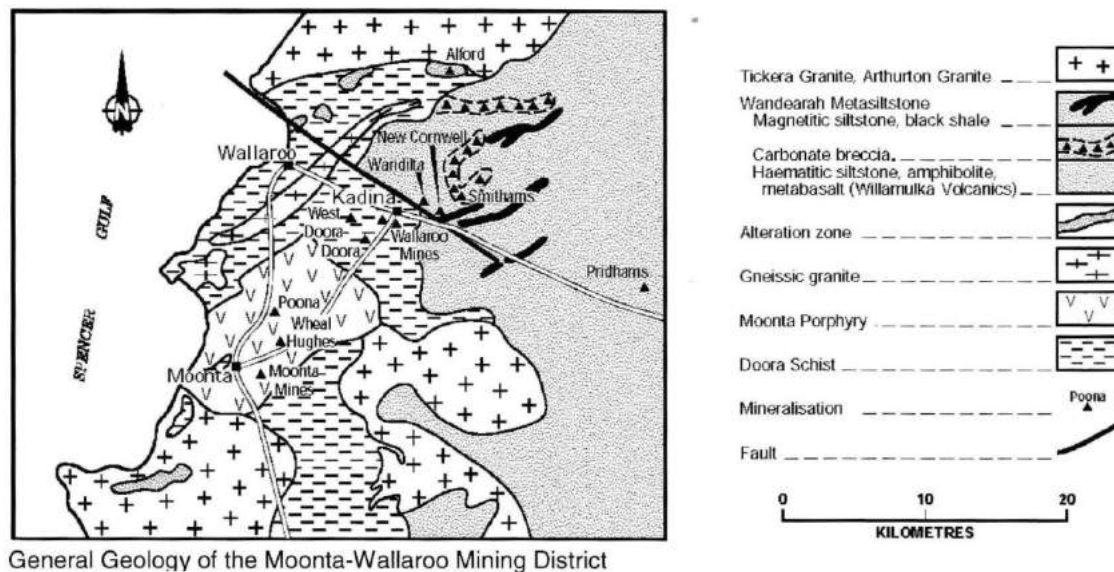 Alford
New Cornwell
Wallaroo
Waridilta
Kadina
Smithams
West
Doora
Wallaroo
Mines
Doora
Pridhams
GULF
SPENCER
Poona
Wheal
Hughes
Moonta
Moonta
Mines
N
General Geology of the Moonta-Wallaroo Mining District
Tickera Granite, Arthurton Granite
Wandearah Metasiltstone
Magnetitic siltstone, black shale
Carbonate breccia.
Haematitic siltstone, amphibolite,
metabasalt (Willamulka Volcanics)
Alteration zone
Gneissic granite
Moonta Porphyry
Doora Schist
Mineralisation
Poona
Fault
0 10 20
KILOMETRES